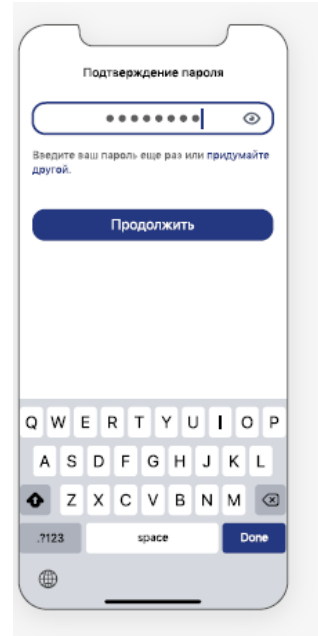 Подтверждение пароля
Введите ваш пароль еще раз или придумайте
другой.
Продолжить
Q W E R T Y U I O P
A S D F G H J K L
Z X C V B N M
.?123 space Done